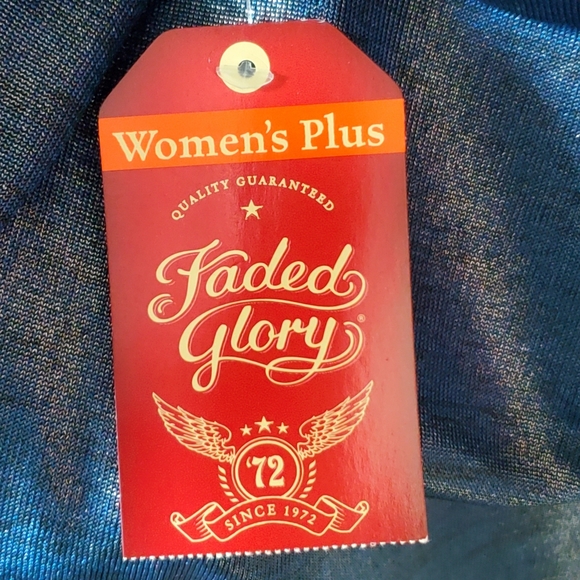 Women's Plus
QUALITY GUARANTEED
Faded
Glory®
'72
SINCE 1972